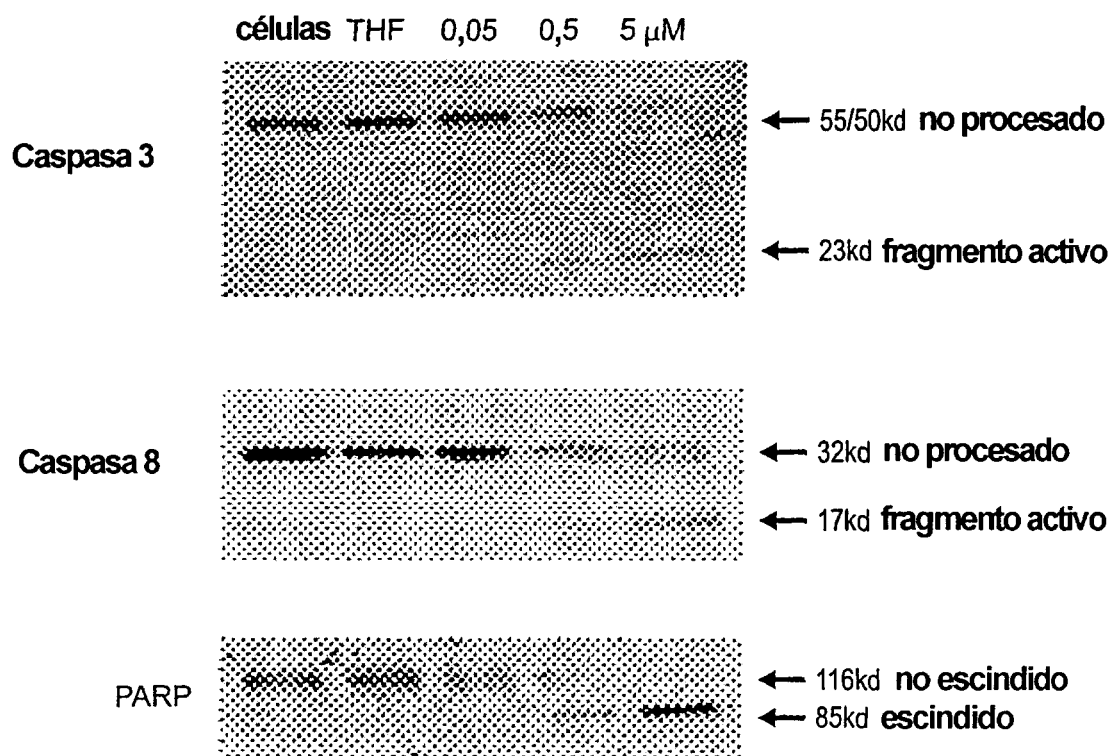 células THF 0,05 0,5 5 µM
Caspasa 3
55/50kd no procesado
23kd fragmento activo
Caspasa 8
32kd no procesado
17kd fragmento activo
PARP
116kd no escindido
85kd escindido